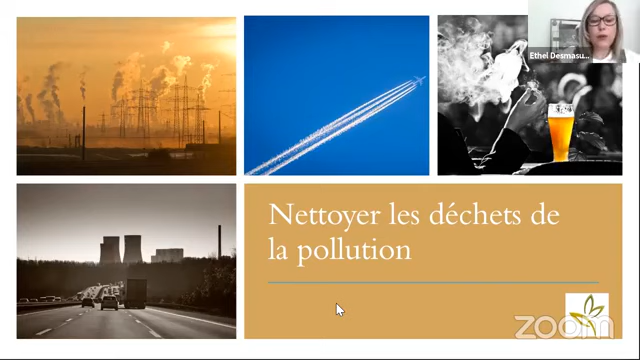 Ethel Desmasu...
Nettoyer les déchets de
la pollution
zoom